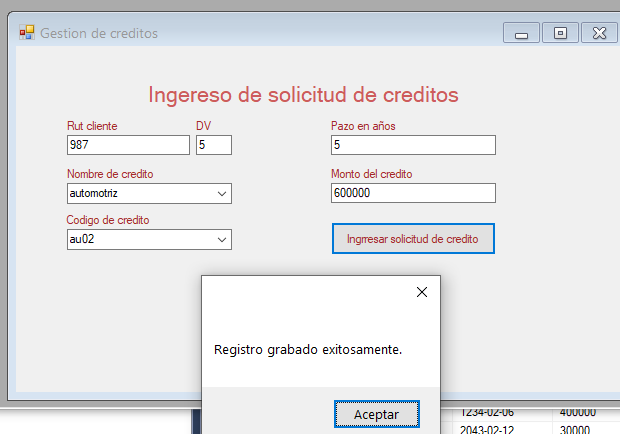 Gestion de creditos
Ingereso de solicitud de creditos
Rut cliente
DV
Pazo en años
987
5
5
Nombre de credito
Monto del credito
automotriz
600000
Codigo de credito
au02
Ingrresar solicitud de credito
Registro grabado exitosamente.
Aceptar
1234-02-06
400000
2043-02-12
30000